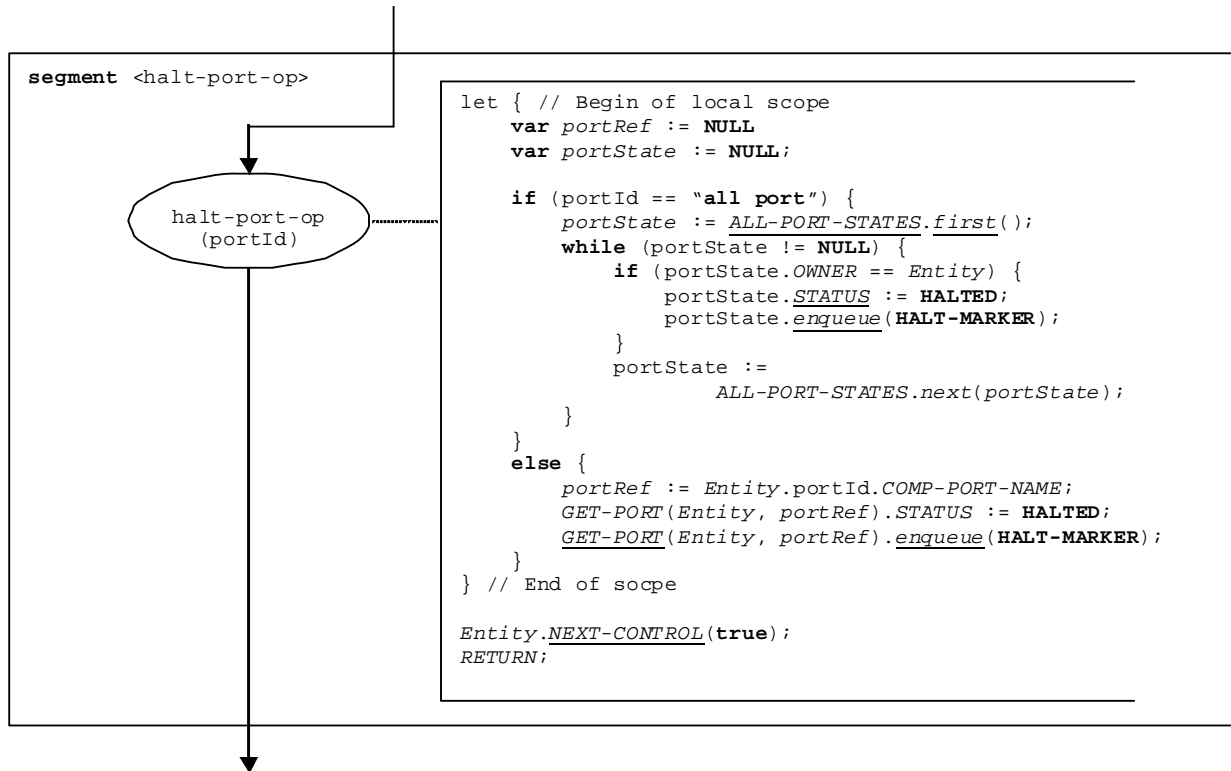 segment <halt-port-op>
halt-port-op
(portId)
let { // Begin of local scope
var portRef := NULL
var portState := NULL;
if (portId == “all port”) {
portState := ALL-PORT-STATES.first();
while (portState != NULL) {
if (portState.OWNER == Entity) {
portState.STATUS := HALTED;
portState.enqueue(HALT-MARKER);
}
portState :=
ALL-PORT-STATES.next(portState);
}
}
else {
portRef := Entity.portId.COMP-PORT-NAME;
GET-PORT(Entity, portRef).STATUS := HALTED;
GET-PORT(Entity, portRef).enqueue(HALT-MARKER);
}
} // End of socpe
Entity.NEXT-CONTROL(true);
RETURN;